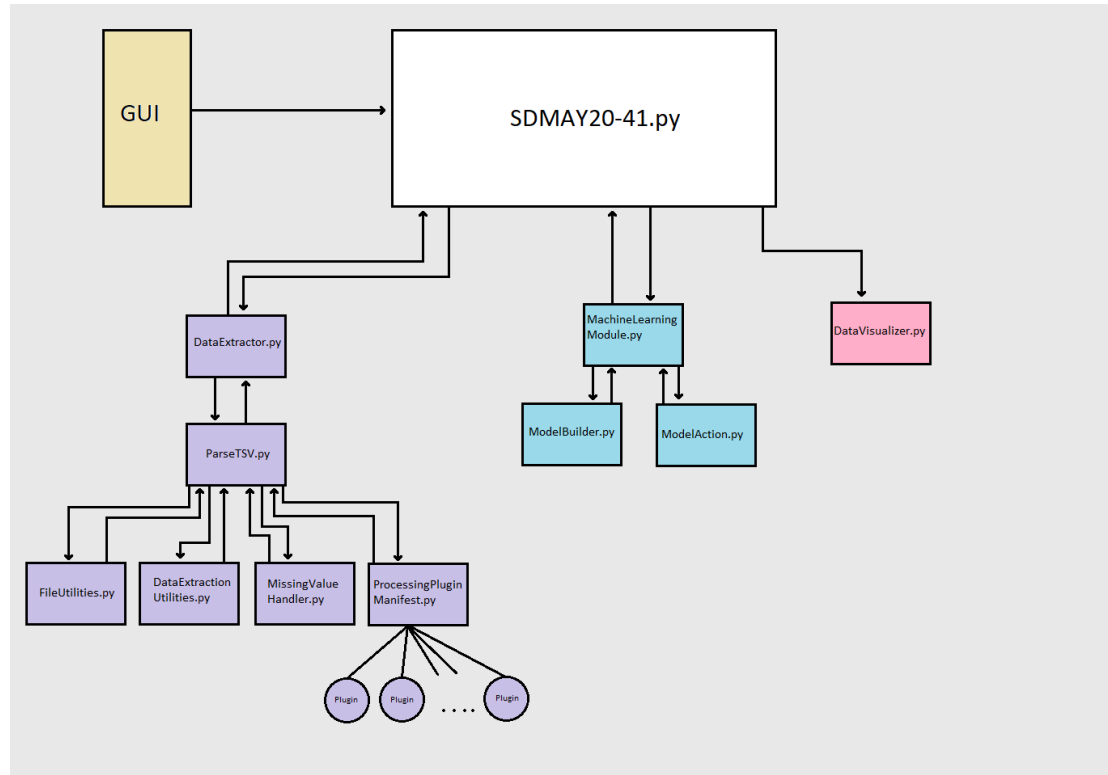 GUI
SDMAY20-41.py
DataExtractor.py
MachineLearning
Module.py
DataVisualizer.py
ModelBuilder.py
ModelAction.py
ParseTSV.py
FileUtilities.py
DataExtraction
Utilities.py
MissingValue
Handler.py
ProcessingPlugin
Manifest.py
Plugin
Plugin
. . . .
Plugin